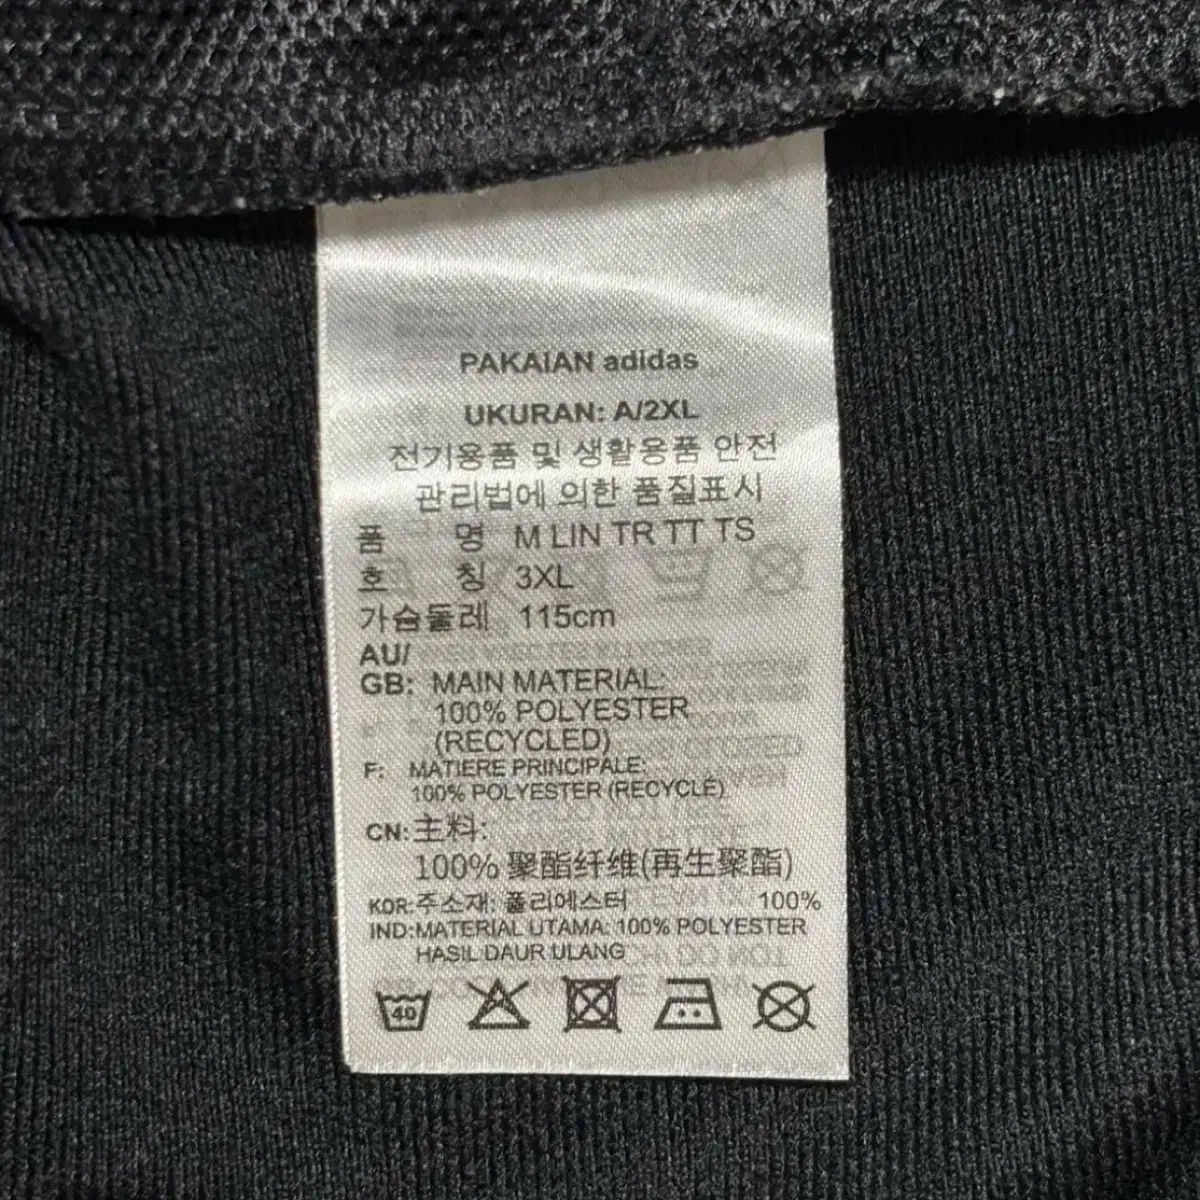 PAKAIAN adidas
UKURAN: A/2XL
전기용품 및 생활용품 안전
관리법에 의한 품질표시
품 명 M LIN TR TT TS
호 칭 3XL
가슴둘레 115cm
AU/
GB: MAIN MATERIAL:
100% POLYESTER
(RECYCLED)
F: MATIERE PRINCIPALE:
100% POLYESTER (RECYCLÉ)
CN: 主料:
100% 聚酯纤维(再生聚酯)
KOR: 주소재: 폴리에스터 100%
IND: MATERIAL UTAMA: 100% POLYESTER
HASIL DAUR ULANG
40